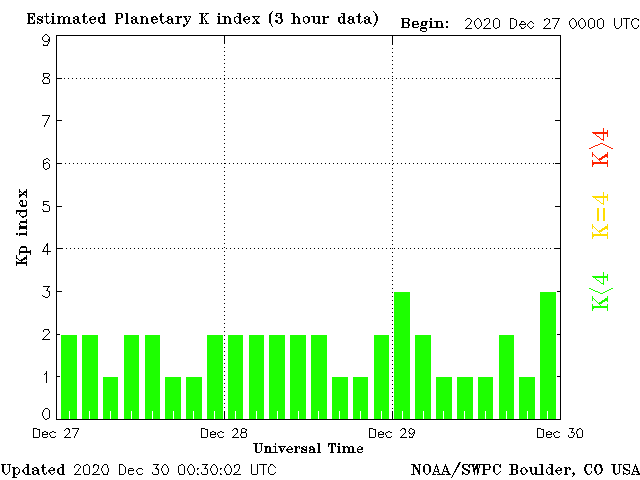 Estimated Planetary K index (3 hour data) Begin: 2020 Dec 27 0000 UTC
9
8
7
6
5
4
3
2
1
0
Kp index
K>4
K=4
K<4
Dec 27 Dec 28 Dec 29 Dec 30
Universal Time
Updated 2020 Dec 30 00:30:02 UTC NOAA/SWPC Boulder, CO USA